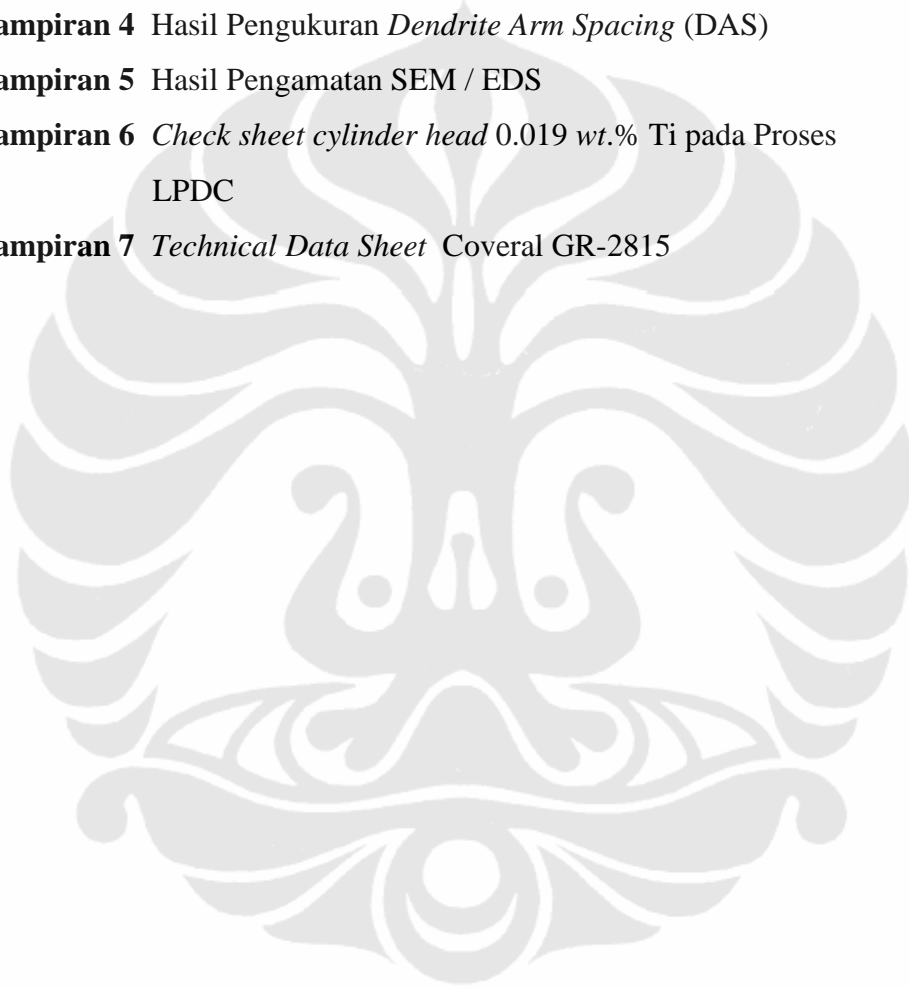 ampiran 4 Hasil Pengukuran Dendrite Arm Spacing (DAS)
ampiran 5 Hasil Pengamatan SEM / EDS
ampiran 6 Check sheet cylinder head 0.019 wt.% Ti pada Proses
LPDC
ampiran 7 Technical Data Sheet Coveral GR-2815